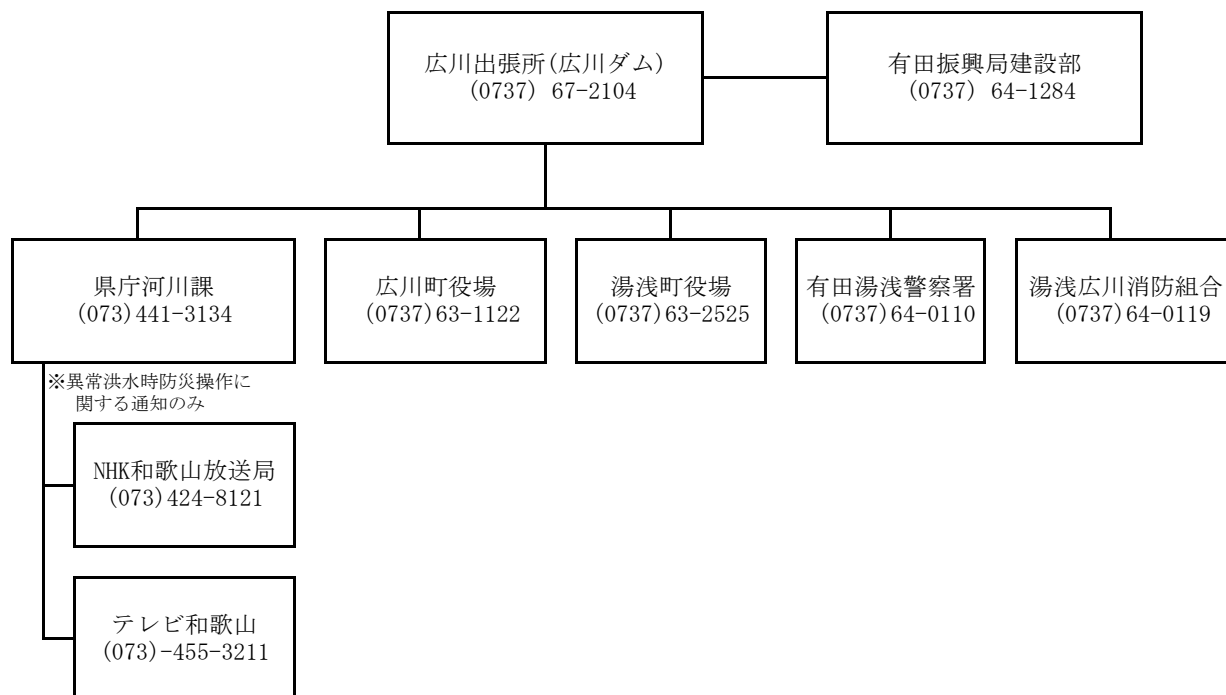 広川出張所(広川ダム)
(0737) 67-2104
有田振興局建設部
(0737) 64-1284
県庁河川課
(073)441-3134
広川町役場
(0737)63-1122
湯浅町役場
(0737)63-2525
有田湯浅警察署
(0737)64-0110
湯浅広川消防組合
(0737)64-0119
※異常洪水時防災操作に
関する通知のみ
NHK和歌山放送局
(073)424-8121
テレビ和歌山
(073)-455-3211